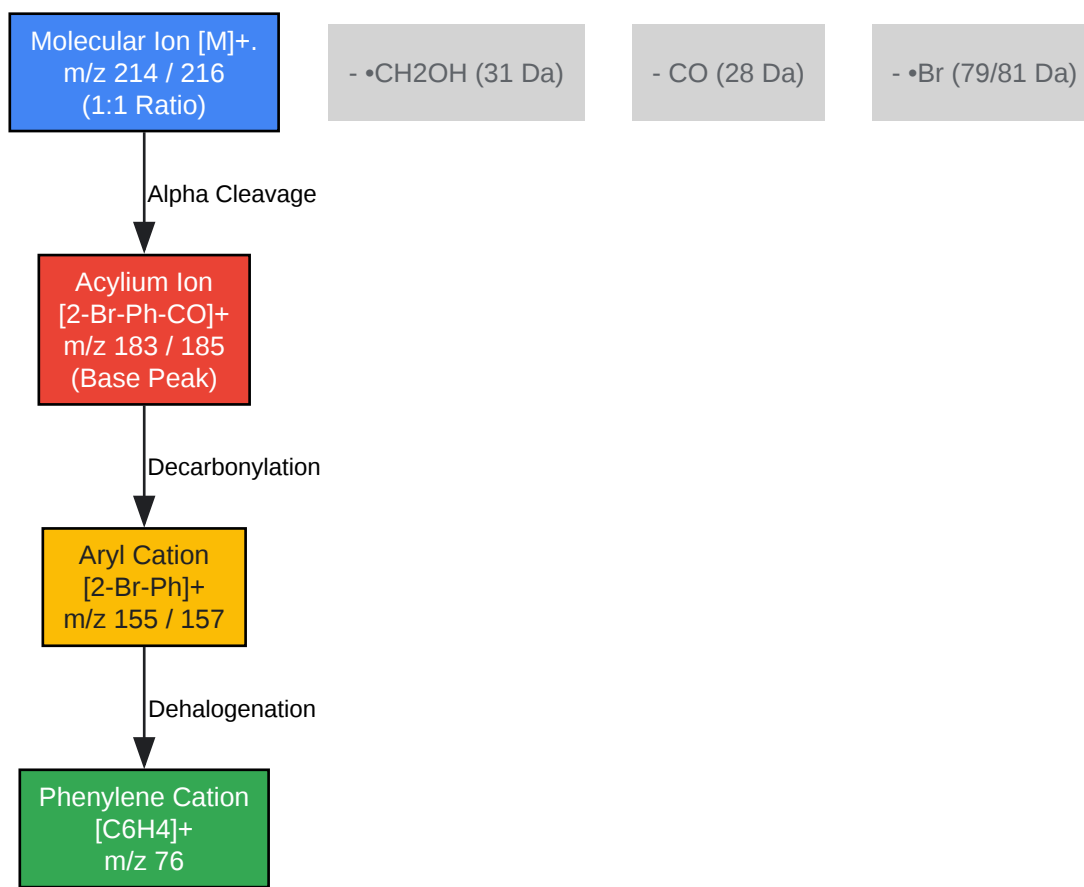 Molecular Ion [M]+.
m/z 214 / 216
(1:1 Ratio)
- •CH2OH (31 Da)
- CO (28 Da)
- •Br (79/81 Da)
Alpha Cleavage
Acylium Ion
[2-Br-Ph-CO]+
m/z 183 / 185
(Base Peak)
Decarbonylation
Aryl Cation
[2-Br-Ph]+
m/z 155 / 157
Dehalogenation
Phenylene Cation
[C6H4]+
m/z 76